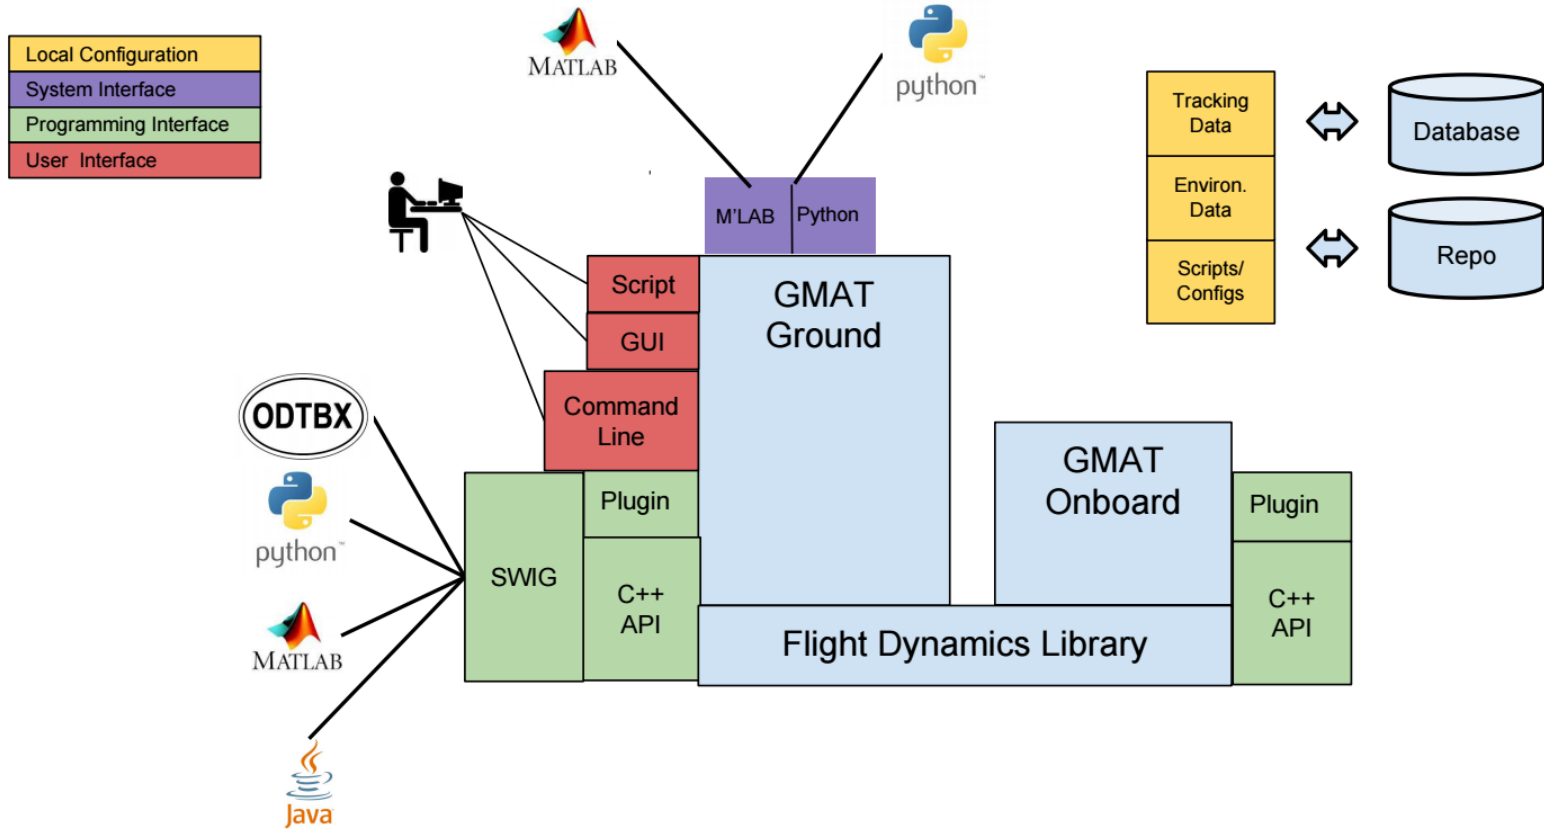 Local Configuration
System Interface
Programming Interface
User Interface
MATLAB
python™
Tracking
Data
Environ.
Data
Scripts/
Configs
Database
Repo
M'LAB
Python
Script
GUI
Command
Line
GMAT
Ground
ODTBX
python™
MATLAB
Java
SWIG
Plugin
C++
API
GMAT
Onboard
Plugin
C++
API
Flight Dynamics Library